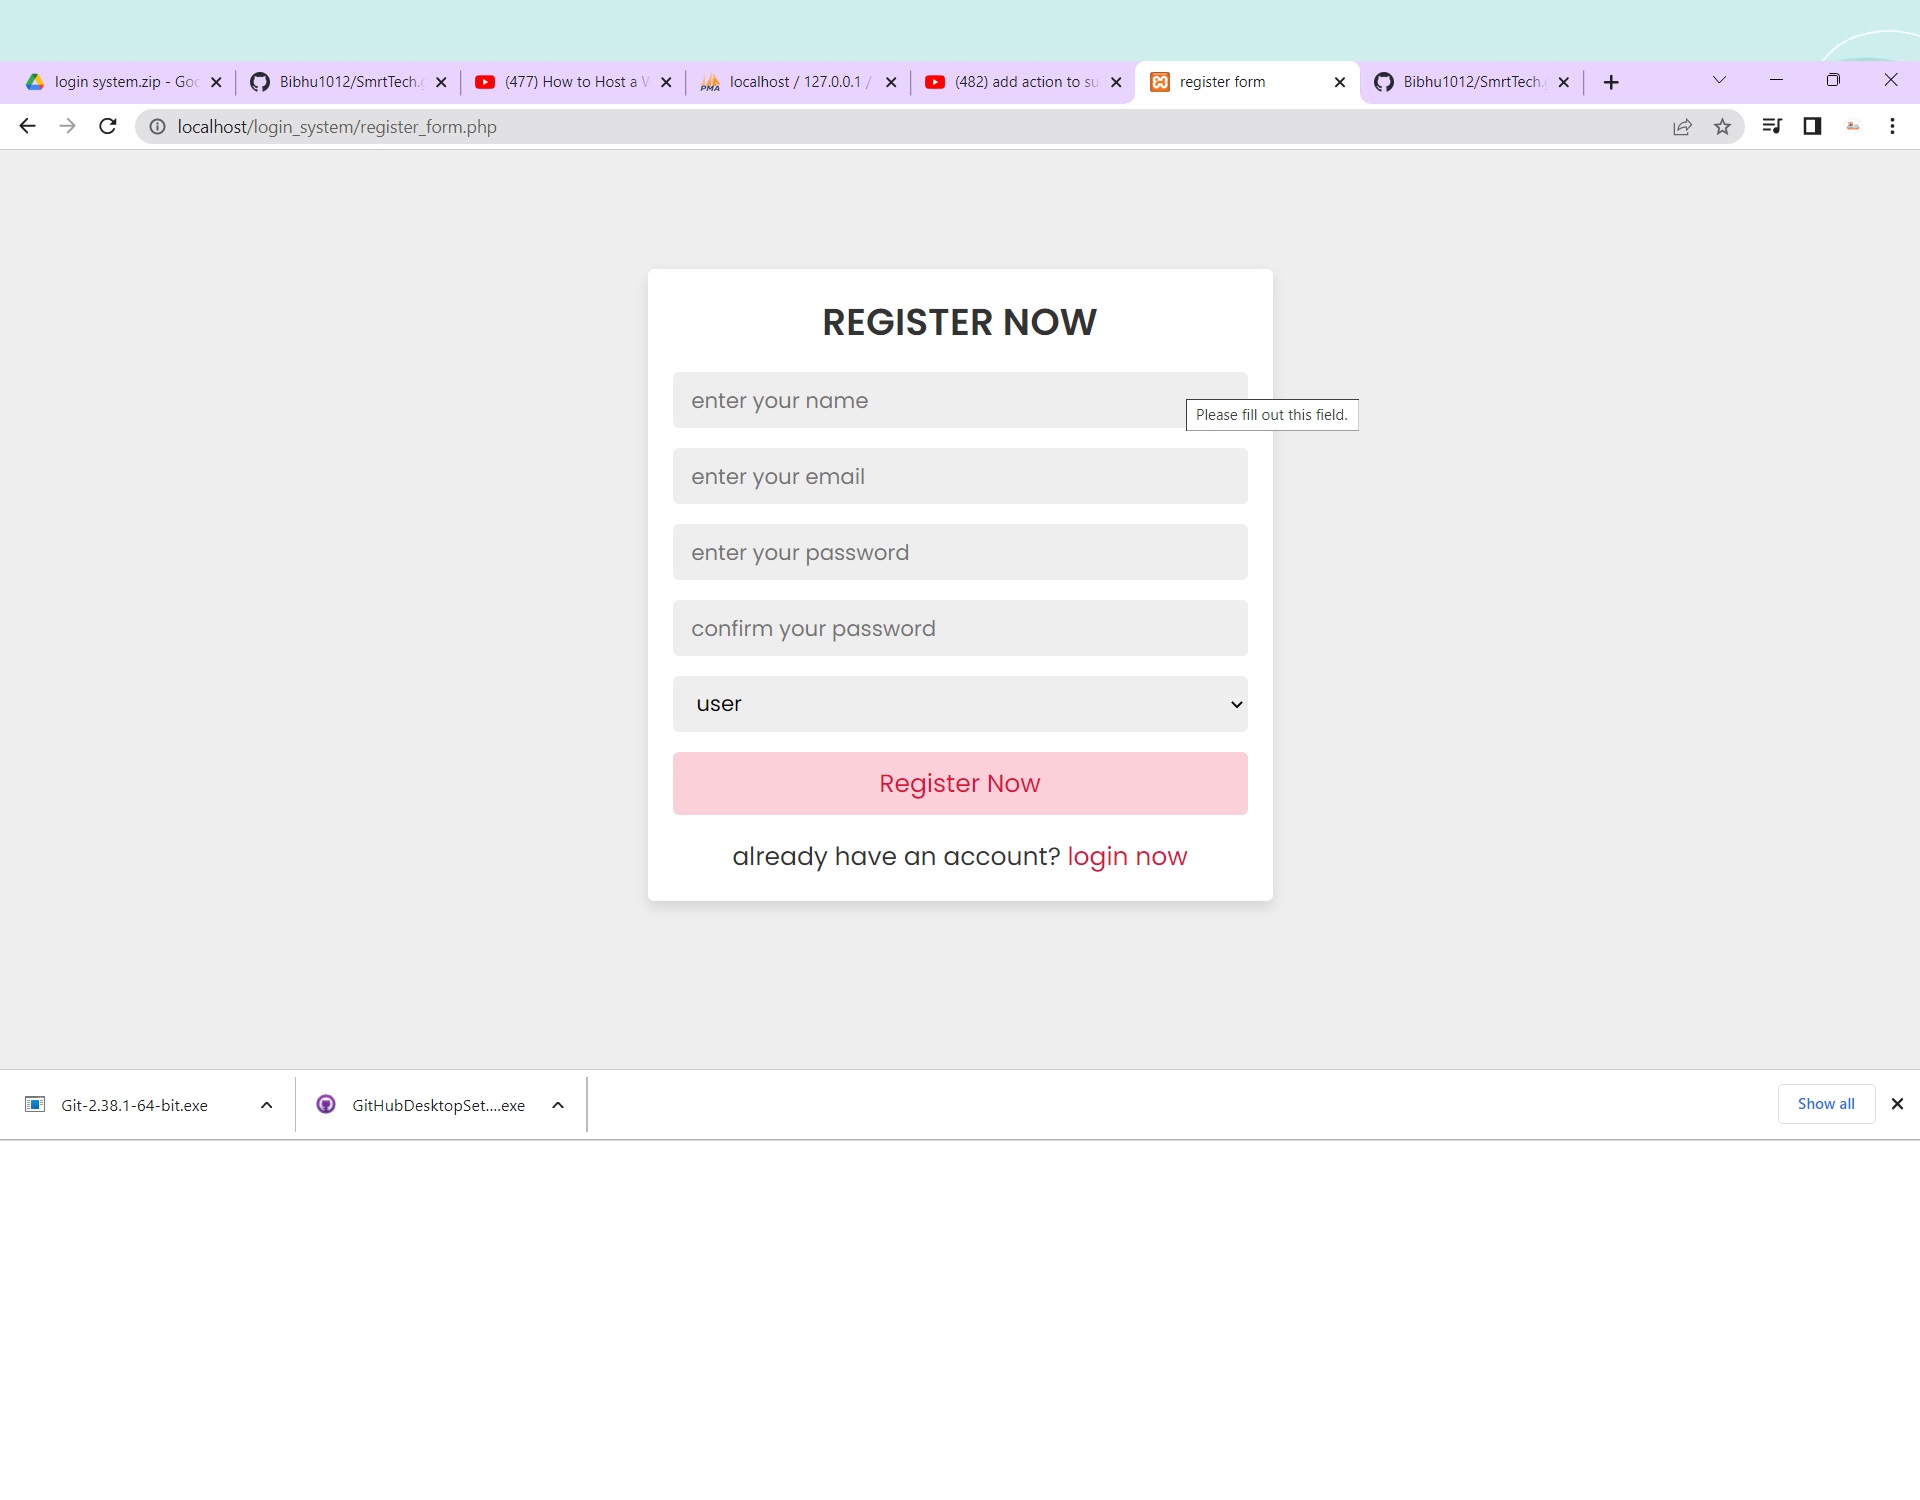 login system.zip - Goo
Bibhu1012/SmrtTech.g
(477) How to Host a W
PMA
localhost / 127.0.0.1 /
(482) add action to su
register form
Bibhu1012/SmrtTech.g
localhost/login_system/register_form.php
REGISTER NOW
enter your name
Please fill out this field.
enter your email
enter your password
confirm your password
user
Register Now
already have an account? login now
Git-2.38.1-64-bit.exe
GitHubDesktopSet....exe
Show all